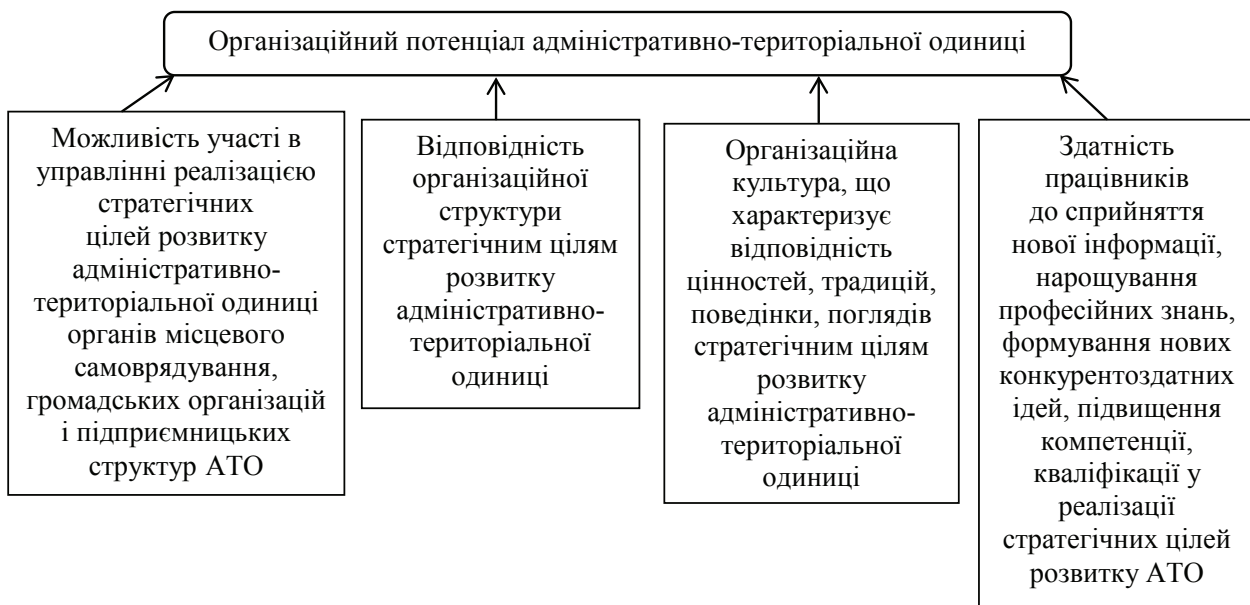 Організаційний потенціал адміністративно-територіальної одиниці
Можливість участі в
управлінні реалізацією
стратегічних
цілей розвитку
адміністративно-
територіальної одиниці
органів місцевого
самоврядування,
громадських організацій
і підприємницьких
структур АТО
Відповідність
організаційної
структури
стратегічним цілям
розвитку
адміністративно-
територіальної
одиниці
Організаційна
культура, що
характеризує
відповідність
цінностей, традицій,
поведінки, поглядів
стратегічним цілям
розвитку
адміністративно-
територіальної
одиниці
Здатність
працівників
до сприйняття
нової інформації,
нарощування
професійних знань,
формування нових
конкурентоздатних
ідей, підвищення
компетенції,
кваліфікації у
реалізації
стратегічних цілей
розвитку АТО